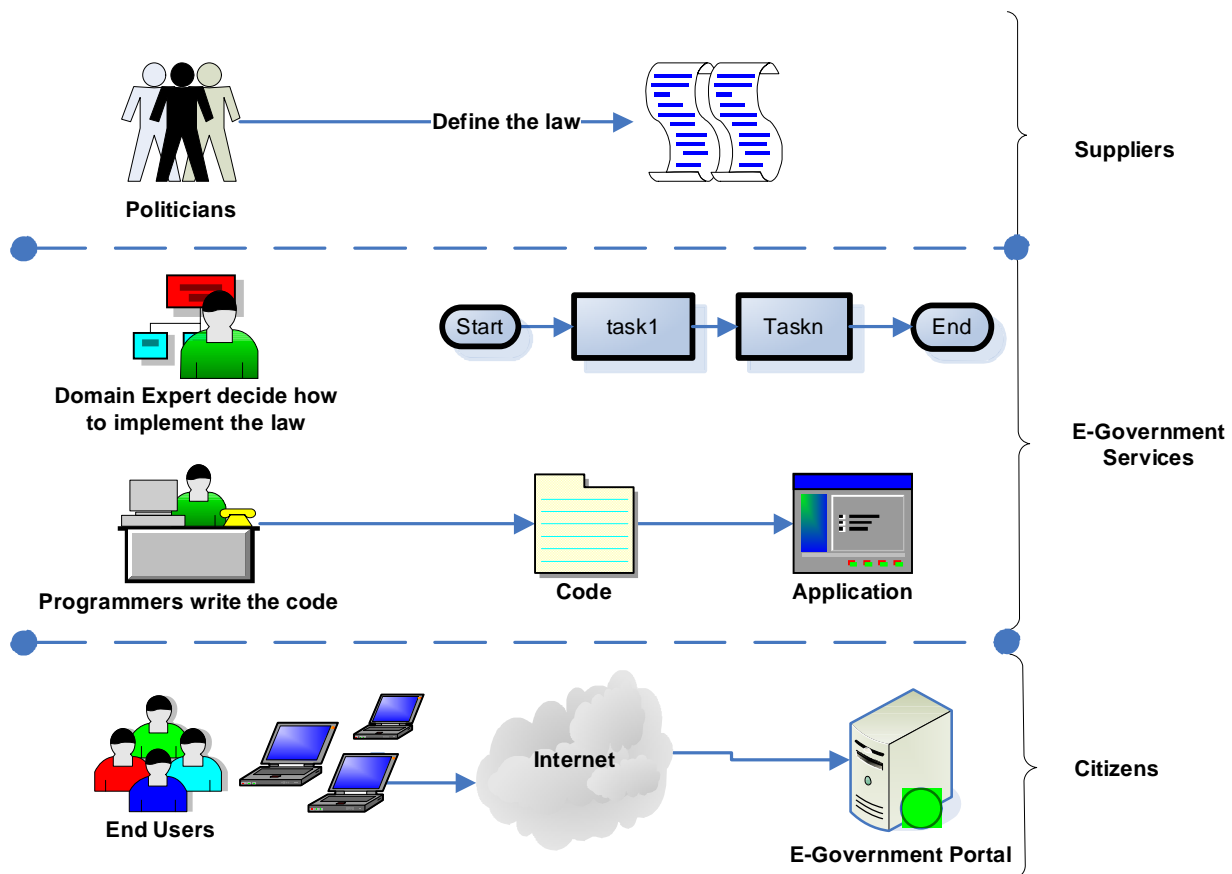 Define the law
Suppliers
Politicians
Start
task1
Taskn
End
Domain Expert decide how
to implement the law
E-Government
Services
Programmers write the code
Code
Application
Internet
Citizens
End Users
E-Government Portal